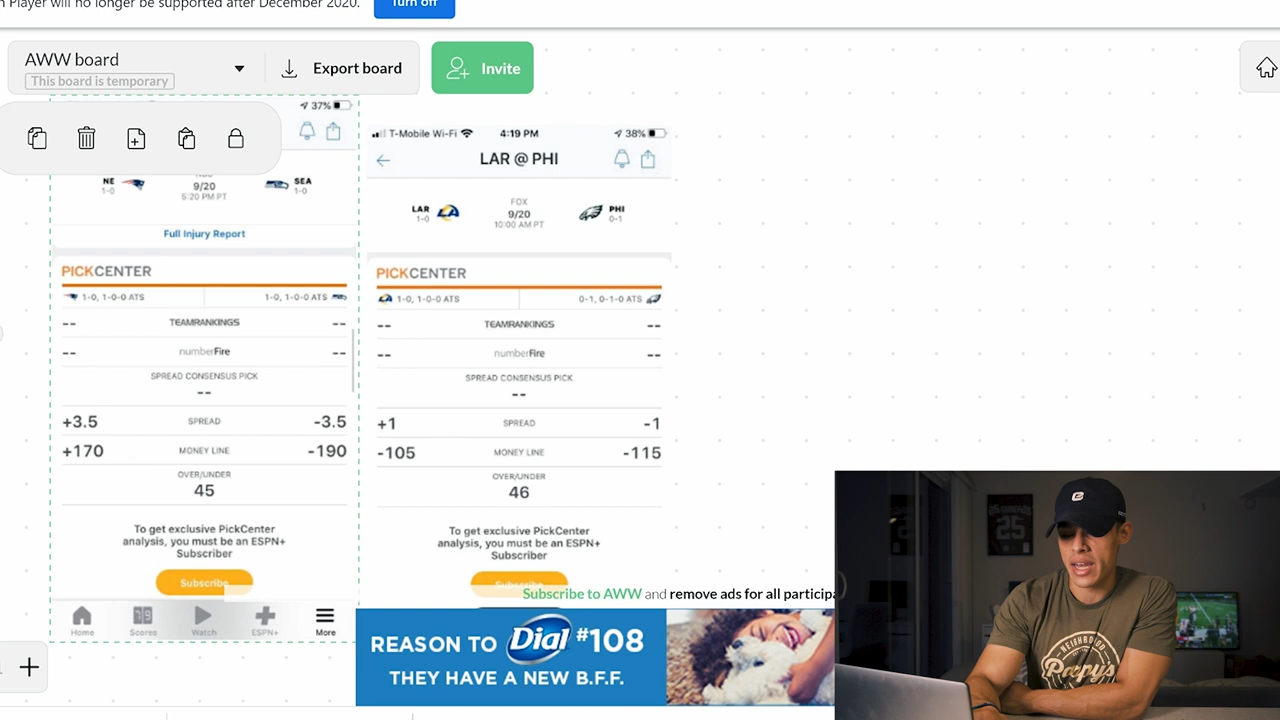 n Player will no longer be supported after December 2020.
Turn off
AWW board
This board is temporary
Export board
Invite
37%
NE
1-0
9/20
5:20 PM PT
SEA
1-0
Full Injury Report
PICKCENTER
1-0, 1-0-0 ATS
1-0, 1-0-0 ATS
-- TEAMRANKINGS --
-- numberFire --
SPREAD CONSENSUS PICK
--
+3.5 SPREAD -3.5
+170 MONEY LINE -190
OVER/UNDER
45
To get exclusive PickCenter
analysis, you must be an ESPN+
Subscriber
Subscribe
Home
Scores
Watch
ESPN+
More
T-Mobile Wi-Fi 4:19 PM 38%
LAR @ PHI
LAR
1-0
FOX
9/20
10:00 AM PT
PHI
0-1
PICKCENTER
1-0, 1-0-0 ATS
0-1, 0-1-0 ATS
-- TEAMRANKINGS --
-- numberFire --
SPREAD CONSENSUS PICK
--
+1 SPREAD -1
-105 MONEY LINE -115
OVER/UNDER
46
To get exclusive PickCenter
analysis, you must be an ESPN+
Subscriber
Subscribe
Subscribe to AWW and remove ads for all participa
REASON TO Dial #108
THEY HAVE A NEW B.F.F.
25
NEIGHBORHOOD
Peepy's